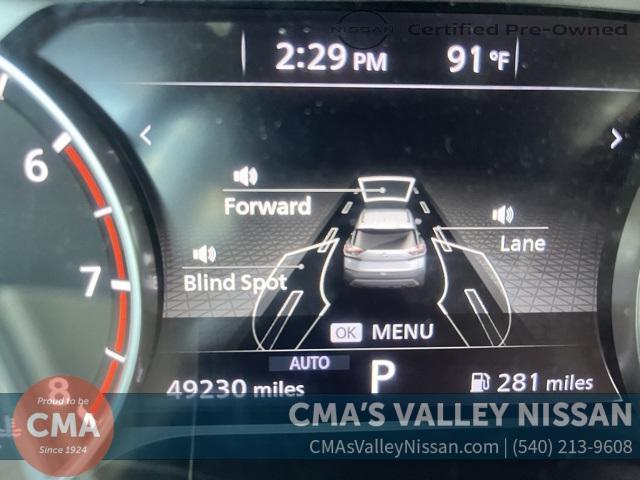 NISSAN Certified Pre-Owned
2:29 PM 91 °F
6
Forward
Lane
7
Blind Spot
OK MENU
AUTO
49230 miles P 281 miles
8
Proudly to be
CMA
Since 1924
CMA'S VALLEY NISSAN
CMAsValleyNissan.com | (540) 213-9608